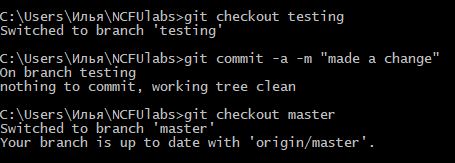 C:\Users\Илья\NCFUlabs>git checkout testing
Switched to branch 'testing'
C:\Users\Илья\NCFUlabs>git commit -a -m "made a change"
On branch testing
nothing to commit, working tree clean
C:\Users\Илья\NCFUlabs>git checkout master
Switched to branch 'master'
Your branch is up to date with 'origin/master'.